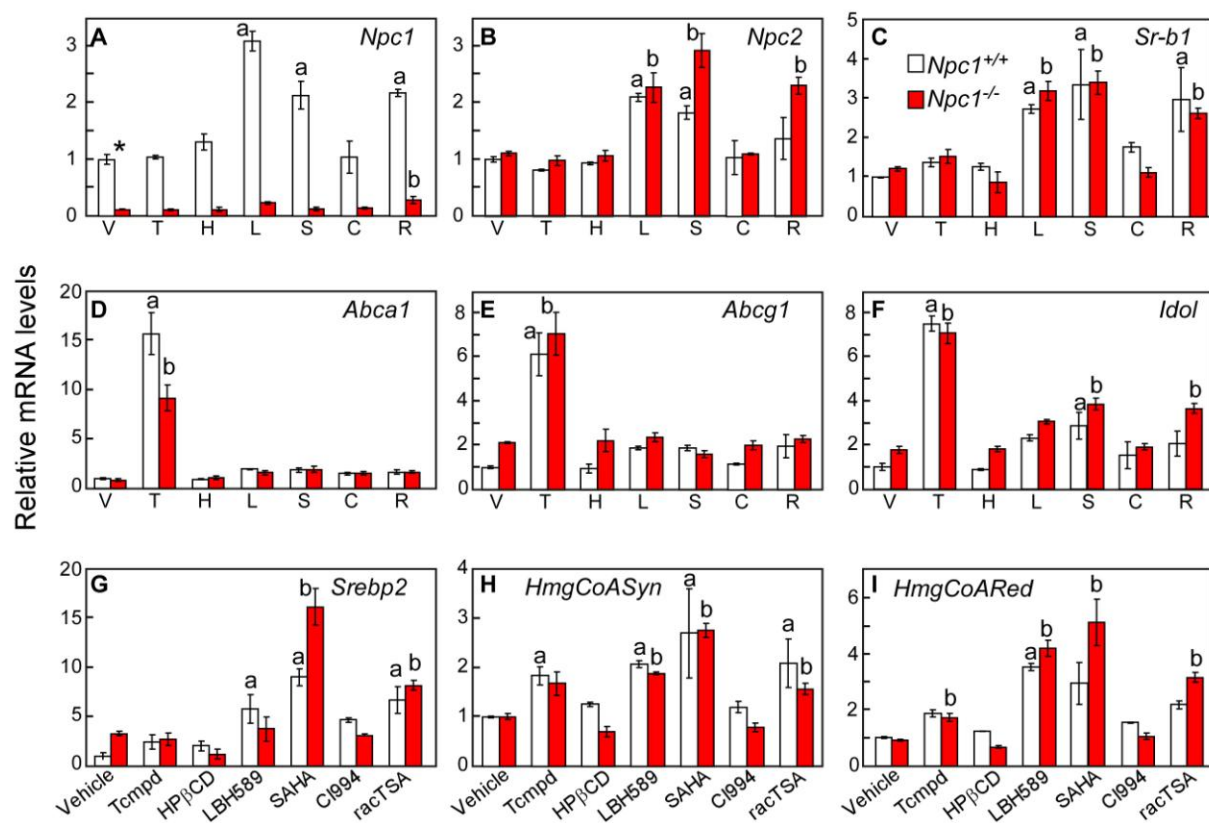 Relative mRNA levels
A Npc1
3
2
1
0
a
*
a
a
b
V T H L S C R
B Npc2
3
2
1
0
a b
a b
b
V T H L S C R
C Sr-b1
5
4
3
2
1
0
Npc1+/+
Npc1-/-
a b
a b
a b
V T H L S C R
D Abca1
20
15
10
5
0
a
b
V T H L S C R
E Abcg1
8
6
4
2
0
a b
V T H L S C R
F Idol
8
6
4
2
0
a b
a b
b
V T H L S C R
G Srebp2
20
15
10
5
0
a
a b
a b
Vehicle Tcmpd HPβCD LBH589 SAHA CI994 racTSA
H HmgCoASyn
4
3
2
1
0
a
a b
a b
a b
Vehicle Tcmpd HPβCD LBH589 SAHA CI994 racTSA
I HmgCoARed
6
4
2
0
b
a b
b
b
Vehicle Tcmpd HPβCD LBH589 SAHA CI994 racTSA